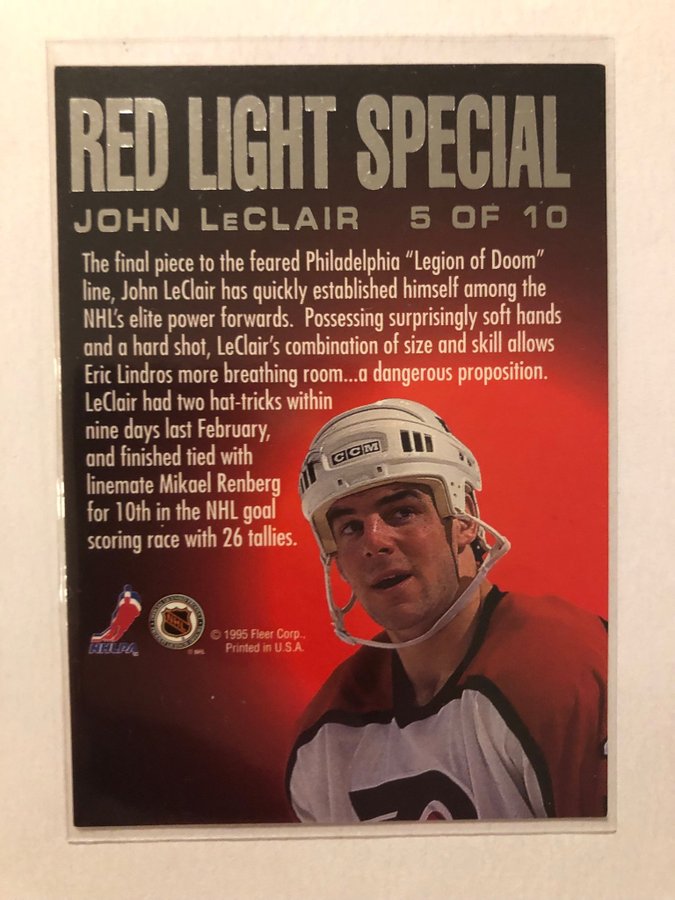 RED LIGHT SPECIAL
JOHN LeCLAIR 5 OF 10
The final piece to the feared Philadelphia “Legion of Doom”
line, John LeClair has quickly established himself among the
NHL's elite power forwards. Possessing surprisingly soft hands
and a hard shot, LeClair's combination of size and skill allows
Eric Lindros more breathing room...a dangerous proposition.
LeClair had two hat-tricks within
nine days last February,
and finished tied with
linemate Mikael Renberg
for 10th in the NHL goal
scoring race with 26 tallies.
CCM
NHLPA
NHL
© NHL
© 1995 Fleer Corp.,
Printed in U.S.A.